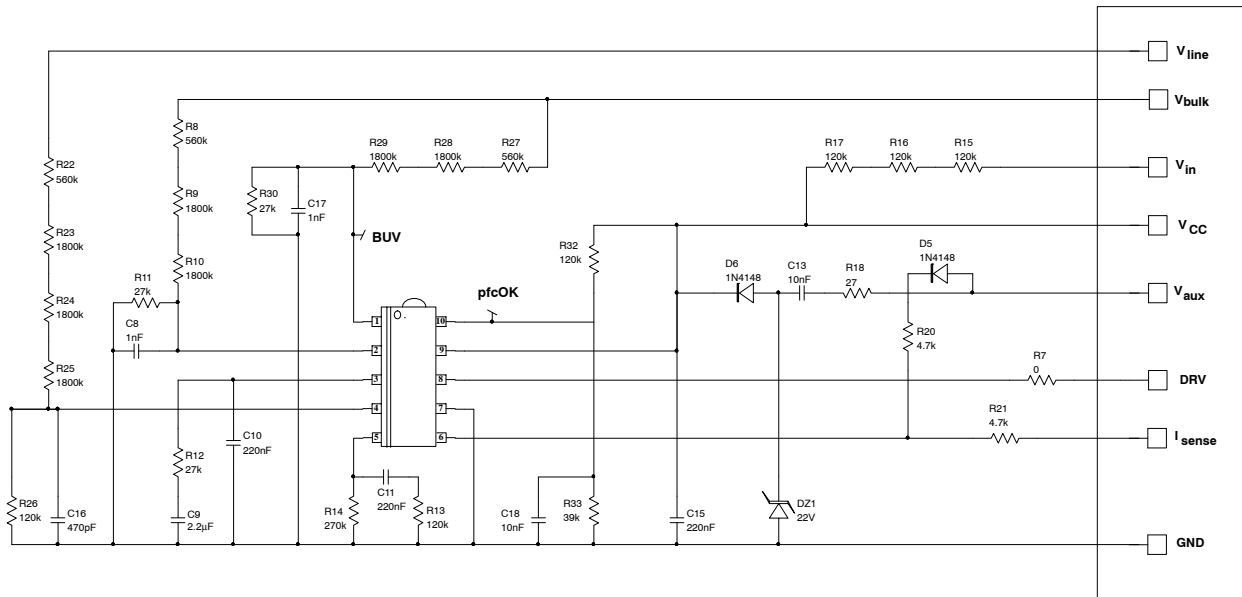 V line
V bulk
R8
560k
R17
120k
R16
120k
R15
120k
V in
R29
1800k
R28
1800k
R27
560k
R22
560k
R9
1800k
R30
27k
C17
1nF
V CC
BUV
R23
1800k
R32
120k
D5
1N4148
R10
1800k
R11
27k
D6
1N4148
C13
10nF
R18
27
V aux
pfcOK
R24
1800k
C8
1nF
O.
1
10
2
9
3
8
4
7
5
6
R20
4.7k
R25
1800k
R7
0
DRV
R21
4.7k
I sense
C10
220nF
R12
27k
C11
220nF
R26
120k
C16
470pF
C9
2.2µF
R14
270k
R13
120k
C18
10nF
R33
39k
C15
220nF
DZ1
22V
GND